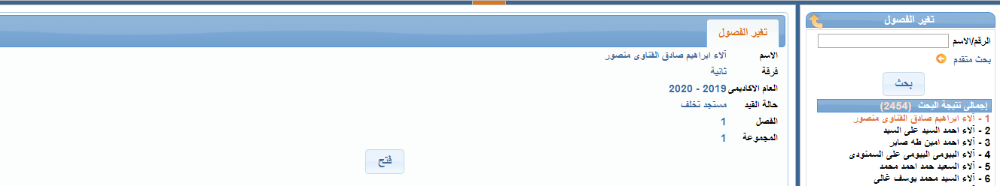 تغير الفصول
الرقم/الاسم
بحث متقدم
بحث
إجمالى نتيجة البحث (2454)
1 - آلاء ابراهيم صادق القتاوى منصور
2 - آلاء احمد السيد على السيد
3 - آلاء احمد امين طه صابر
4 - آلاء البيومى البيومى على السمنودى
5 - آلاء السعيد حمد احمد محمد
6 - آلاء السيد محمد يوسف غالى
تغير الفصول
الاسم آلاء ابراهيم صادق القتاوى منصور
فرقة ثانية
العام الاكاديمى 2019 - 2020
حالة القيد مستجد تخلف
الفصل 1
المجموعة 1
فتح